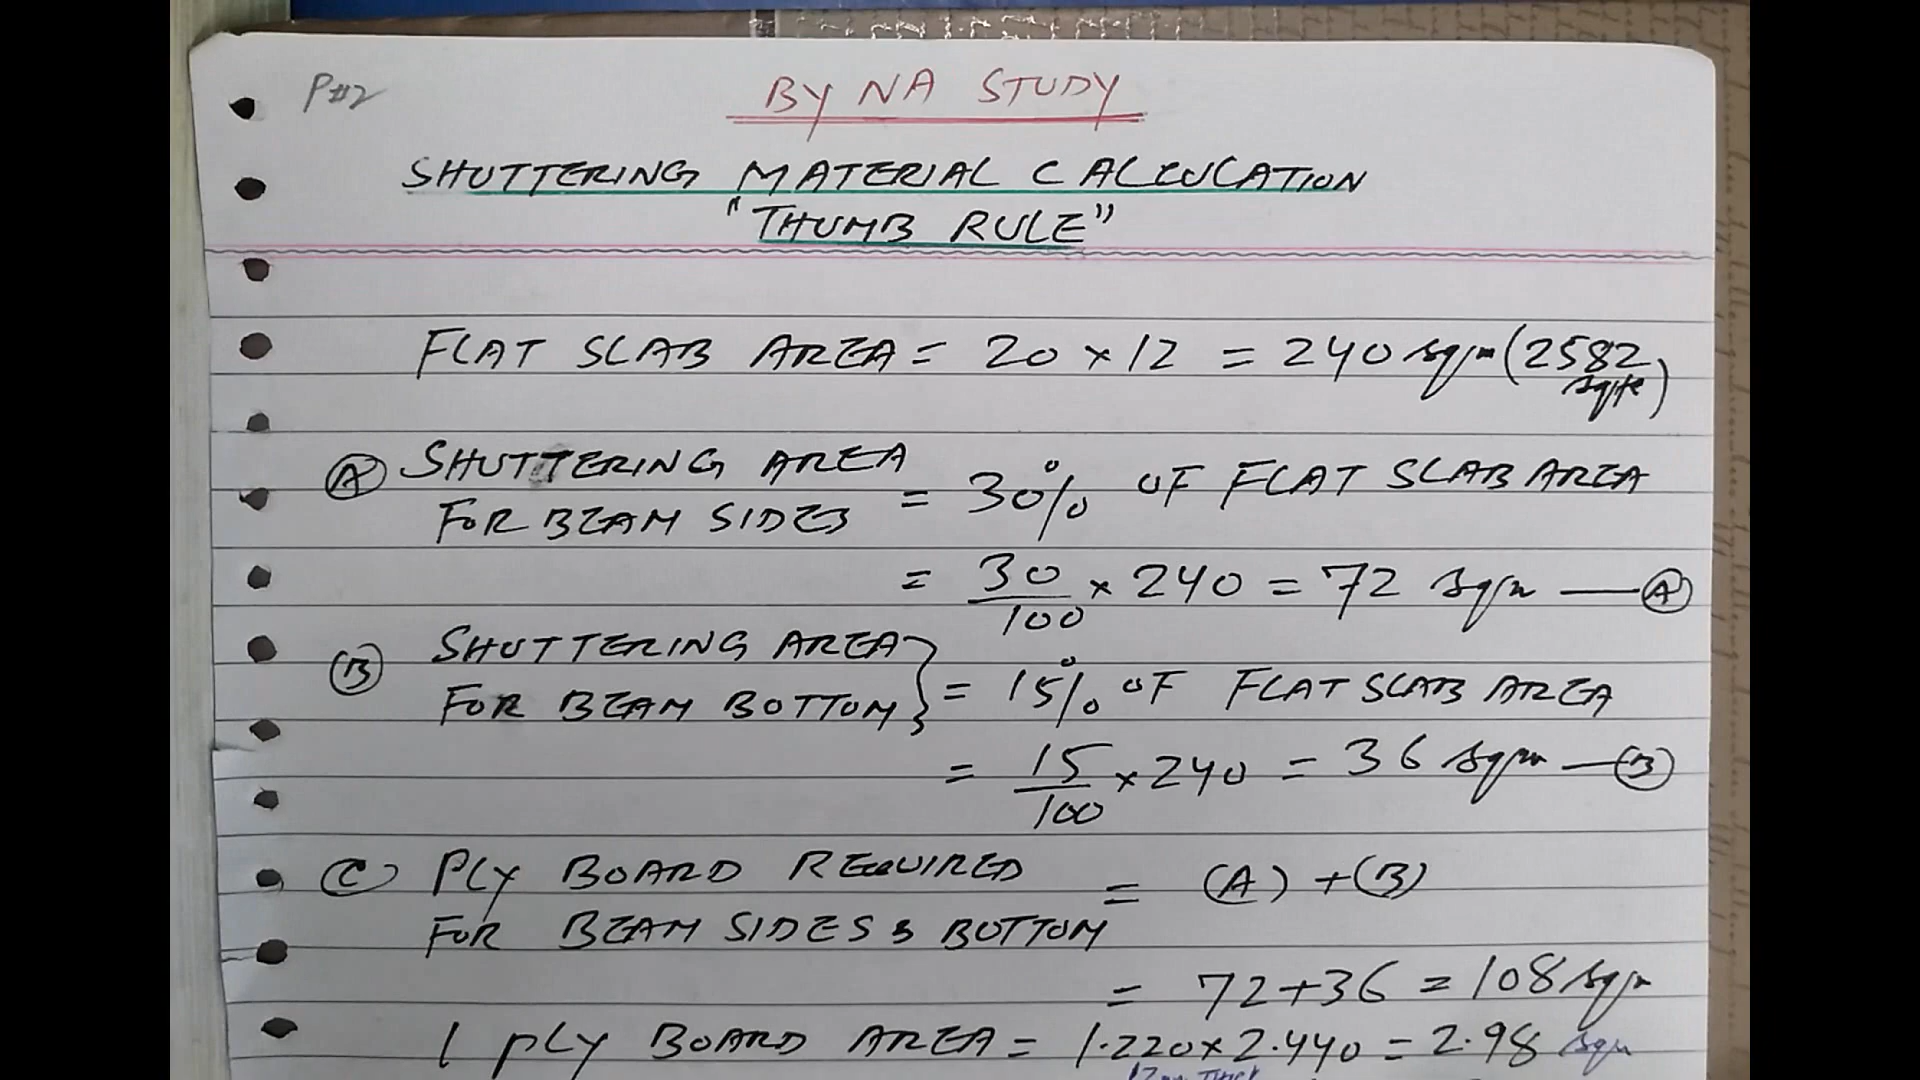 P#2
BY NA STUDY
SHUTTERING MATERIAL CALCULATION
"THUMB RULE"
FLAT SLAB AREA = 20 × 12 = 240 sqm (2582
sqft)
(A) SHUTTERING AREA
FOR BEAM SIDES = 30% OF FLAT SLAB AREA
= 30/100 × 240 = 72 sqm — (A)
(B) SHUTTERING AREA
FOR BEAM BOTTOM } = 15% OF FLAT SLAB AREA
= 15/100 × 240 = 36 sqm — (B)
(C) PLY BOARD REQUIRED
FOR BEAM SIDES & BOTTOM = (A) + (B)
= 72 + 36 = 108 sqm
1 PLY BOARD AREA = 1.220 × 2.440 = 2.98 sqm